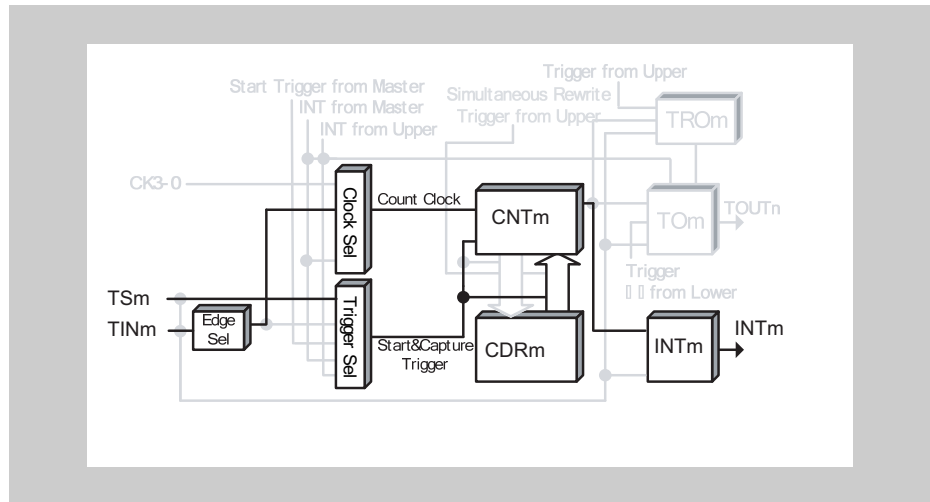 Trigger from Upper
Start Trigger from Master
Simultaneous Rewrite
INT from Master
Trigger from Upper
INT from Upper
TROm
CK3-0
Clock Sel
Count Clock
CNTm
TOm
TOUTn
Trigger
from Lower
TSm
TINm
Edge
Sel
Trigger Sel
Start&Capture
Trigger
CDRm
INTm
INTm